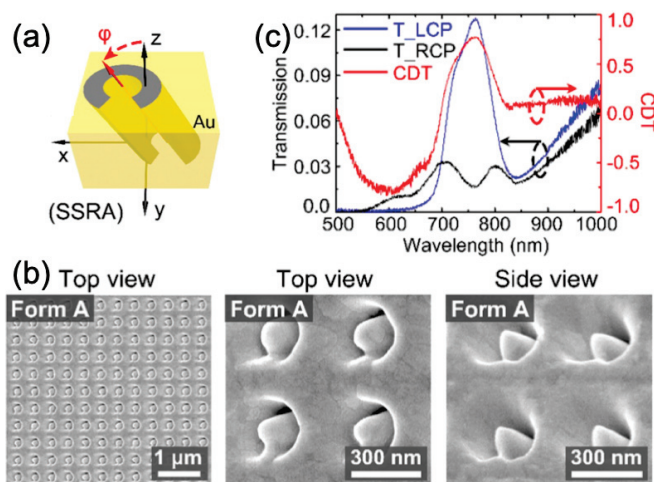 (a)
φ
z
Au
x
(SSRA)
y
(c)
T_LCP
T_RCP
CDT
Transmission
0.12
0.09
0.06
0.03
0.0
1.0
0.5
0.0
-0.5
-1.0
CDT
500 600 700 800 900 1000
Wavelength (nm)
(b)
Top view
Top view
Side view
Form A
Form A
Form A
1 μm
300 nm
300 nm